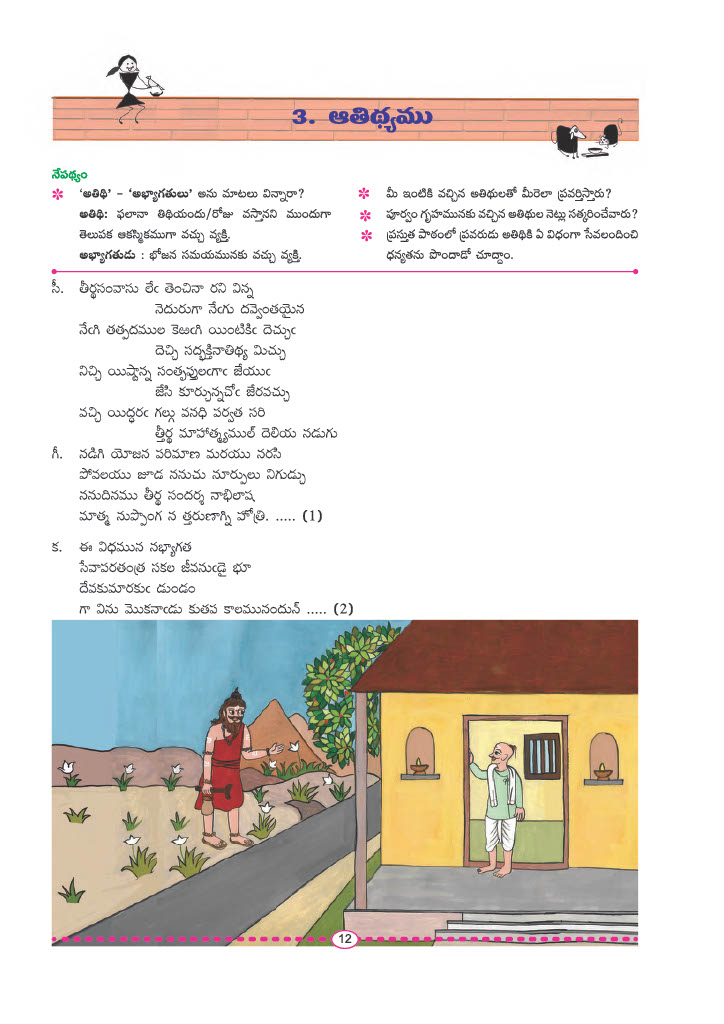 3. ఆతిథ్యము
నేపథ్యం
'అతిథి' – 'అభ్యాగతులు' అను మాటలు విన్నారా?
అతిథి: ఫలానా తిథియందు/రోజు వస్తానని ముందుగా
తెలుపక ఆకస్మికముగా వచ్చు వ్యక్తి.
అభ్యాగతుడు : భోజన సమయమునకు వచ్చు వ్యక్తి.
మీ ఇంటికి వచ్చిన అతిథులతో మీరెలా ప్రవర్తిస్తారు?
పూర్వం గృహమునకు వచ్చిన అతిథుల నెట్లు సత్కరించేవారు?
ప్రస్తుత పాఠంలో ప్రవరుడు అతిథికి ఏ విధంగా సేవలందించి
ధన్యతను పొందాడో చూద్దాం.
సీ. తీర్థసంవాసు లేఁ తెంచినా రని విన్న
నెదురుగా నేఁగు దవ్వెంతయైన
నేఁగి తత్పదముల కెఱఁగి యింటికిఁ దెచ్చుఁ
దెచ్చి సద్భక్తినాతిథ్య మిచ్చు
నిచ్చి యిష్టాన్న సంతృప్తులఁగాఁ జేయుఁ
జేసి కూర్చున్నచోఁ జేరవచ్చు
వచ్చి యిద్ధరఁ గల్గు వనధి పర్వత సరి
త్తీర్థ మాహాత్మ్యముల్ దెలియ నడుగు
గీ. నడిగి యోజన పరిమాణ మరయు నరసి
పోవలయు జూడ ననుచు నూర్పులు నిగుడ్చు
ననుదినము తీర్థ సందర్శ నాభిలాష
మాత్మ నుప్పొంగ న త్తరుణాగ్ని హోత్రి. ..... (1)
క. ఈ విధమున నభ్యాగత
సేవాపరతంత్ర సకల జీవనుఁడై భూ
దేవకుమారకుఁ డుండం
గా విను మొకనాఁడు కుతప కాలమునందున్ ..... (2)
12